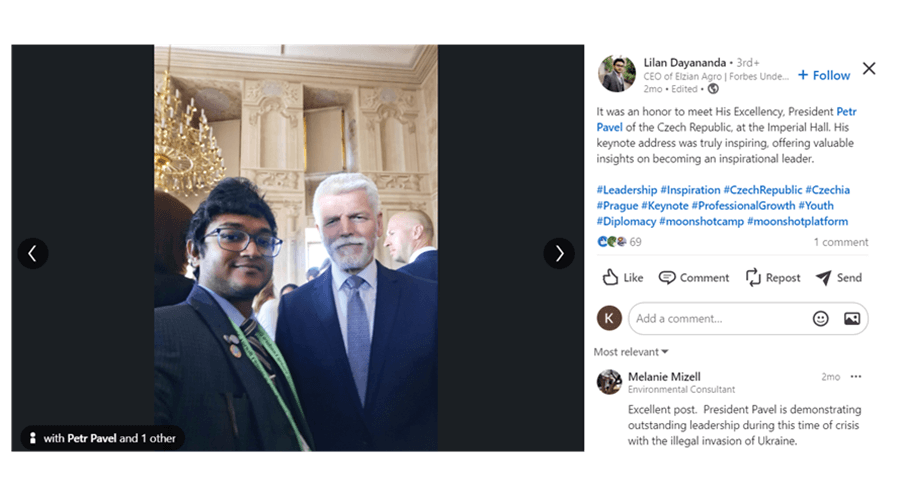 Lilan Dayananda • 3rd+
CEO of Elzian Agro | Forbes Unde...
+ Follow
2mo • Edited •
It was an honor to meet His Excellency, President Petr
Pavel of the Czech Republic, at the Imperial Hall. His
keynote address was truly inspiring, offering valuable
insights on becoming an inspirational leader.
#Leadership #Inspiration #CzechRepublic #Czechia
#Prague #Keynote #ProfessionalGrowth #Youth
#Diplomacy #moonshotcamp #moonshotplatform
69
1 comment
Like Comment Repost Send
K
Add a comment...
Most relevant
Melanie Mizell
2mo
Environmental Consultant
Excellent post. President Pavel is demonstrating
outstanding leadership during this time of crisis
with the illegal invasion of Ukraine.
with Petr Pavel and 1 other